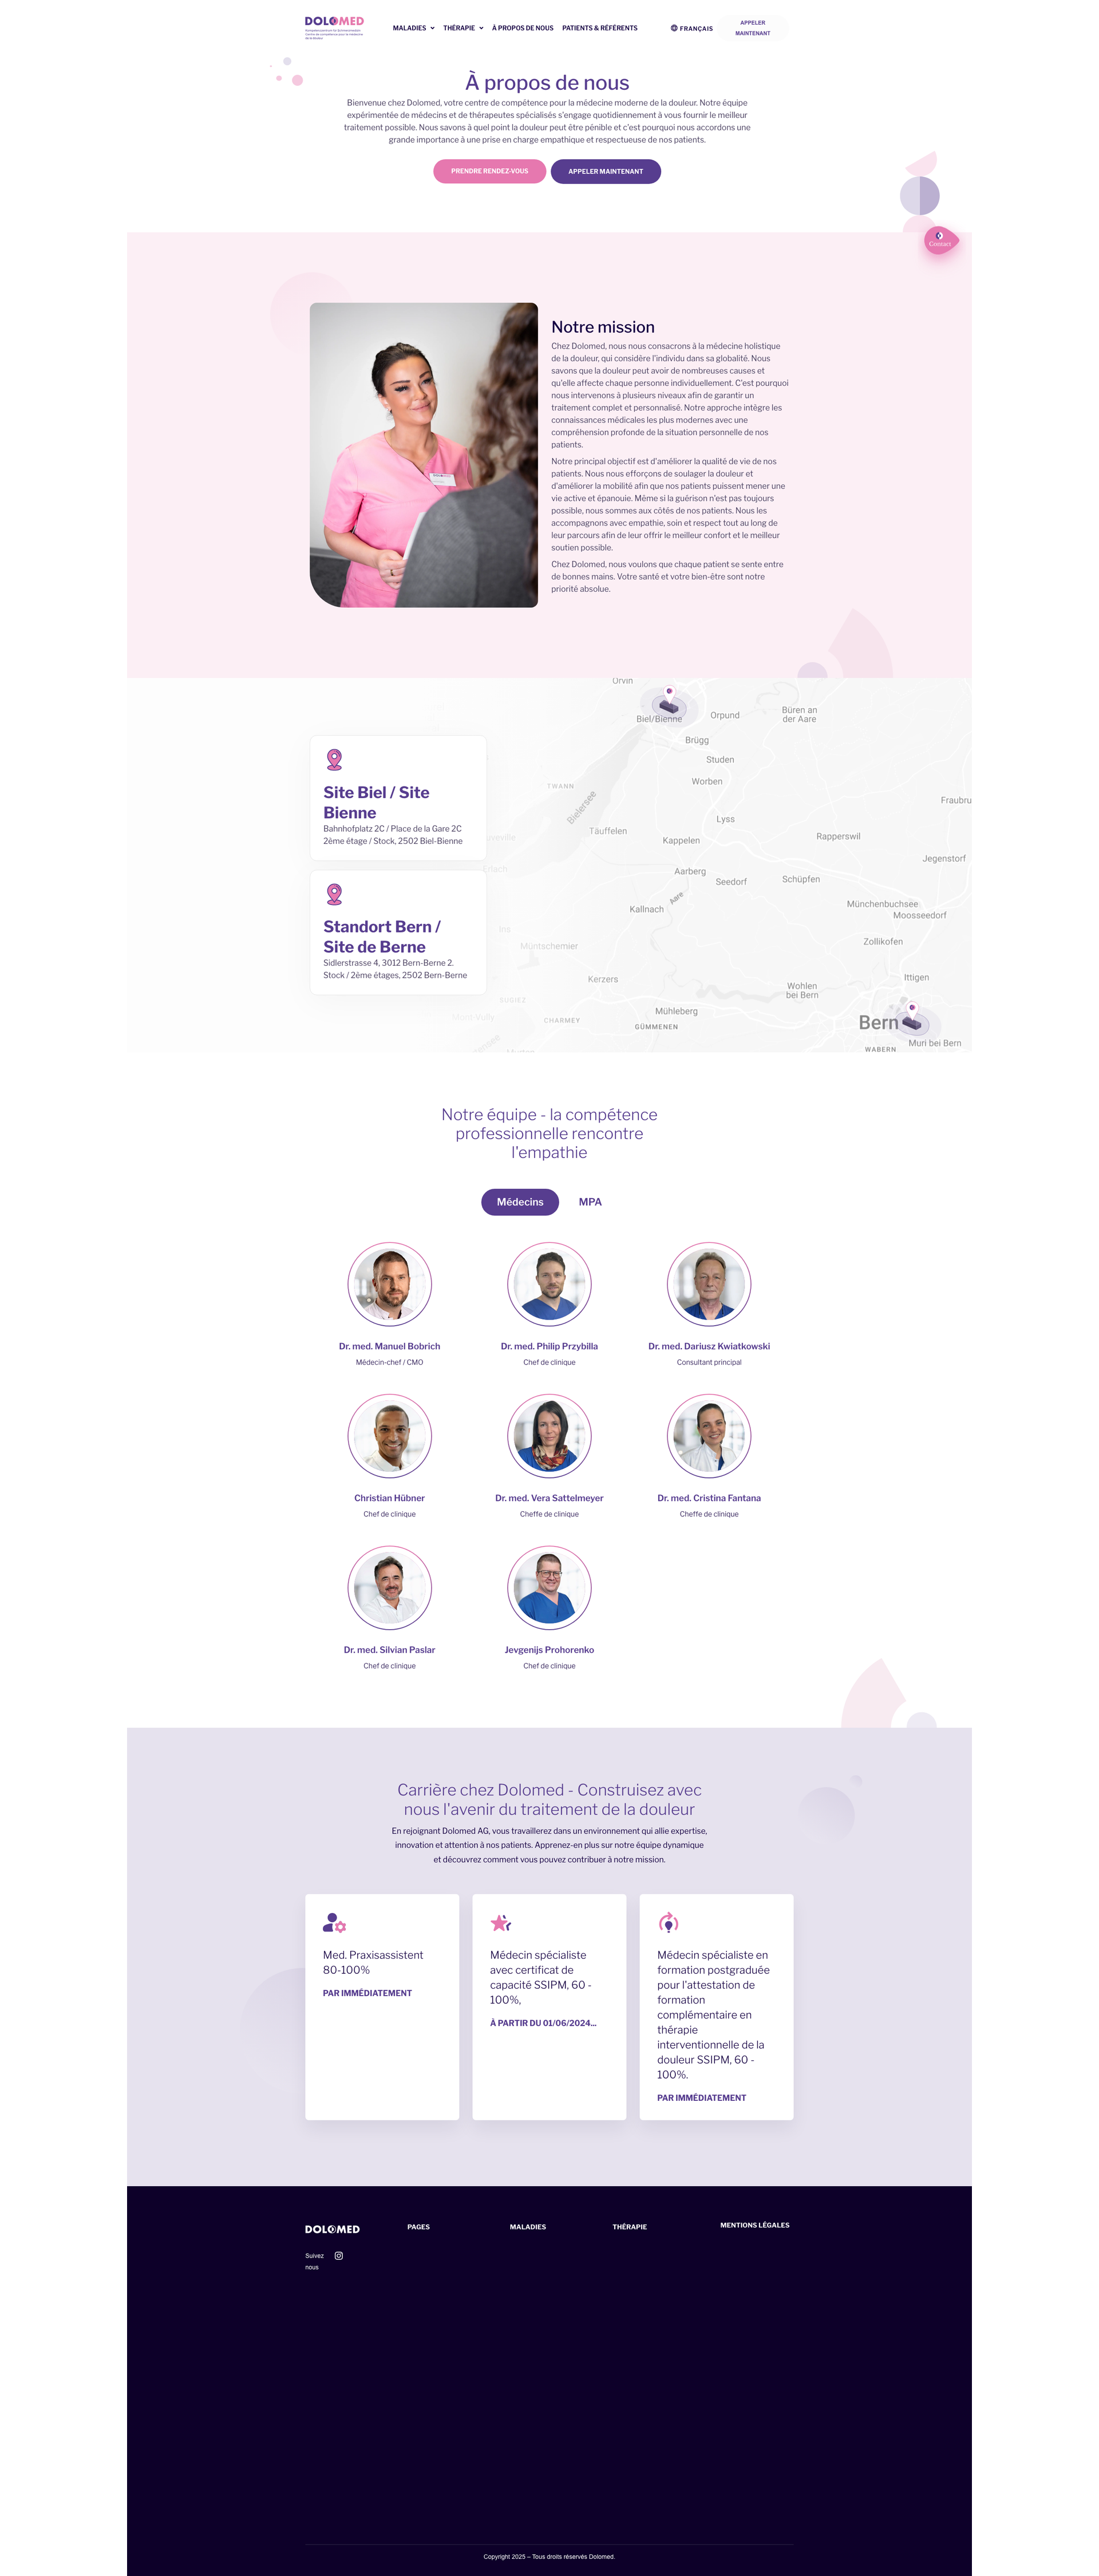 DOLOMED
MALADIES
THÉRAPIE
À PROPOS DE NOUS
PATIENTS & RÉFÉRENTS
FRANÇAIS
APPELER
MAINTENANT
À propos de nous
Bienvenue chez Dolomed, votre centre de compétence pour la médecine moderne de la douleur. Notre équipe
expérimentée de médecins et de thérapeutes spécialisés s'engage quotidiennement à vous fournir le meilleur
traitement possible. Nous savons à quel point la douleur peut être pénible et c'est pourquoi nous accordons une
grande importance à une prise en charge empathique et respectueuse de nos patients.
PRENDRE RENDEZ-VOUS
APPELER MAINTENANT
Contact
Notre mission
Chez Dolomed, nous nous consacrons à la médecine holistique
de la douleur, qui considère l'individu dans sa globalité. Nous
savons que la douleur peut avoir de nombreuses causes et
qu'elle affecte chaque personne individuellement. C'est pourquoi
nous intervenons à plusieurs niveaux afin de garantir un
traitement complet et personnalisé. Notre approche intègre les
connaissances médicales les plus modernes avec une
compréhension profonde de la situation personnelle de nos
patients.
Notre principal objectif est d'améliorer la qualité de vie de nos
patients. Nous nous efforçons de soulager la douleur et
d'améliorer la mobilité afin que nos patients puissent mener une
vie active et épanouie. Même si la guérison n'est pas toujours
possible, nous sommes aux côtés de nos patients. Nous les
accompagnons avec empathie, soin et respect tout au long de
leur parcours afin de leur offrir le meilleur confort et le meilleur
soutien possible.
Chez Dolomed, nous voulons que chaque patient se sente entre
de bonnes mains. Votre santé et votre bien-être sont notre
priorité absolue.
Orvin
Biel/Bienne
Orpund
Büren an
der Aare
Brügg
Studen
Worben
TWANN
Bielersee
Fraubru
Lyss
Täuffelen
Kappelen
Rapperswil
Jegenstorf
Erlach
Aarberg
Seedorf
Schüpfen
Aare
Kallnach
Münchenbuchsee
Moosseedorf
Ins
Müntschemier
Zollikofen
Kerzers
Ittigen
Wohlen
bei Bern
SUGIEZ
Mont Vully
CHARMEY
Mühleberg
GÜMMENEN
Bern
Muri bei Bern
WABERN
Site Biel / Site
Bienne
Bahnhofplatz 2C / Place de la Gare 2C
2ème étage / Stock, 2502 Biel-Bienne
Standort Bern /
Site de Berne
Sidlerstrasse 4, 3012 Bern-Berne 2.
Stock / 2ème étages, 2502 Bern-Berne
Notre équipe - la compétence
professionnelle rencontre
l'empathie
Médecins
MPA
Dr. med. Manuel Bobrich
Médecin-chef / CMO
Dr. med. Philip Przybilla
Chef de clinique
Dr. med. Dariusz Kwiatkowski
Consultant principal
Christian Hübner
Chef de clinique
Dr. med. Vera Sattelmeyer
Cheffe de clinique
Dr. med. Cristina Fantana
Cheffe de clinique
Dr. med. Silvian Paslar
Chef de clinique
Jevgenijs Prohorenko
Chef de clinique
Carrière chez Dolomed - Construisez avec
nous l'avenir du traitement de la douleur
En rejoignant Dolomed AG, vous travaillerez dans un environnement qui allie expertise,
innovation et attention à nos patients. Apprenez-en plus sur notre équipe dynamique
et découvrez comment vous pouvez contribuer à notre mission.
Med. Praxisassistent
80-100%
PAR IMMÉDIATEMENT
Médecin spécialiste
avec certificat de
capacité SSIPM, 60 -
100%,
À PARTIR DU 01/06/2024...
Médecin spécialiste en
formation postgraduée
pour l'attestation de
formation
complémentaire en
thérapie
interventionnelle de la
douleur SSIPM, 60 -
100%.
PAR IMMÉDIATEMENT
DOLOMED
Suivez
nous
PAGES
MALADIES
THÉRAPIE
MENTIONS LÉGALES
Copyright 2025 – Tous droits réservés Dolomed.